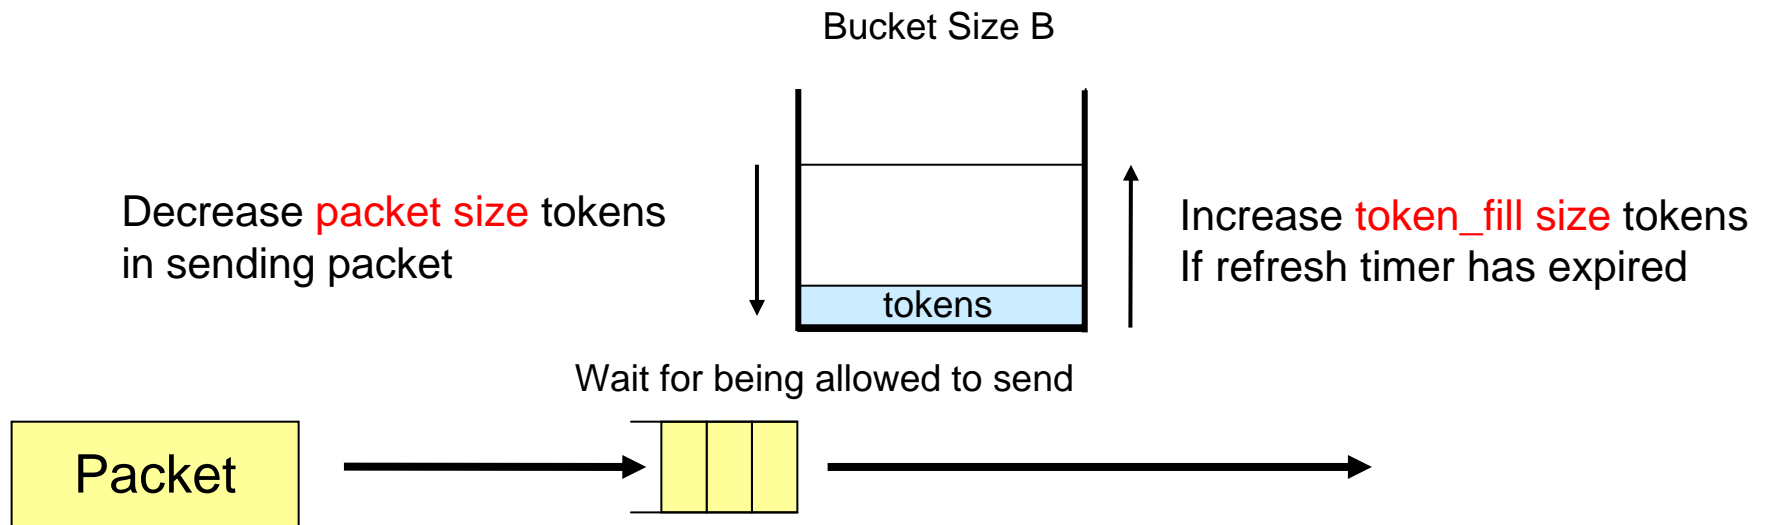 Bucket Size B
Decrease packet size tokens
in sending packet
Increase token_fill size tokens
If refresh timer has expired
tokens
Wait for being allowed to send
Packet